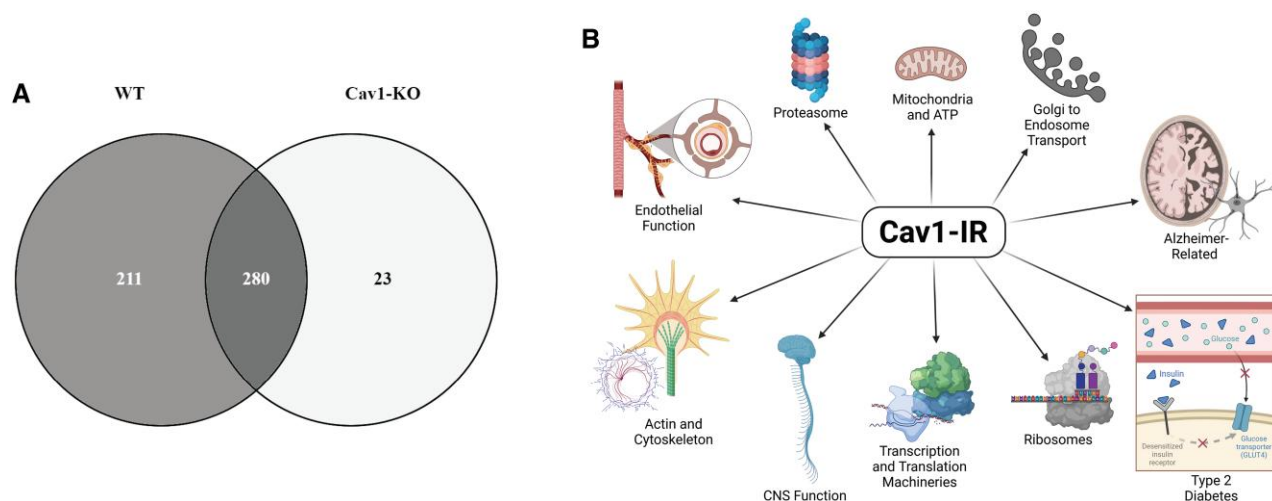 A
WT
Cav1-KO
211
280
23
B
Proteasome
Mitochondria
and ATP
Golgi to
Endosome
Transport
Endothelial
Function
Cav1-IR
Alzheimer-
Related
Actin and
Cytoskeleton
CNS Function
Transcription
and Translation
Machineries
Ribosomes
Glucose
Insulin
Desensitized
insulin
receptor
Glucose
transporter
(GLUT4)
Type 2
Diabetes